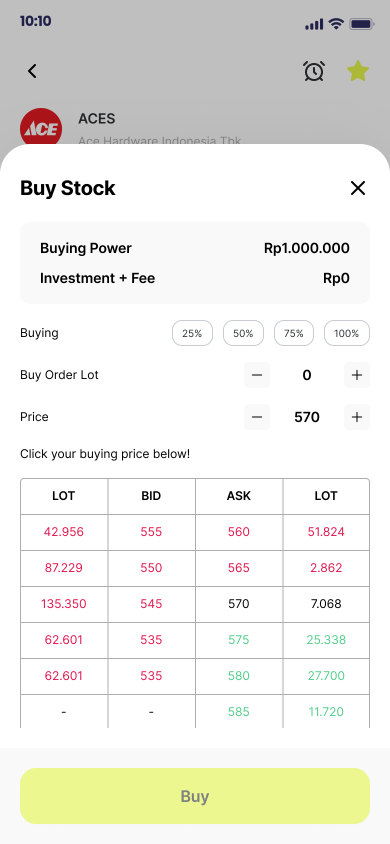 10:10
ACE
ACES
Ace Hardware Indonesia Tbk
Buy Stock
Buying Power Rp1.000.000
Investment + Fee Rp0
Buying 25% 50% 75% 100%
Buy Order Lot − 0 +
Price − 570 +
Click your buying price below!
LOT BID ASK LOT
42.956 555 560 51.824
87.229 550 565 2.862
135.350 545 570 7.068
62.601 535 575 25.338
62.601 535 580 27.700
- - 585 11.720
Buy